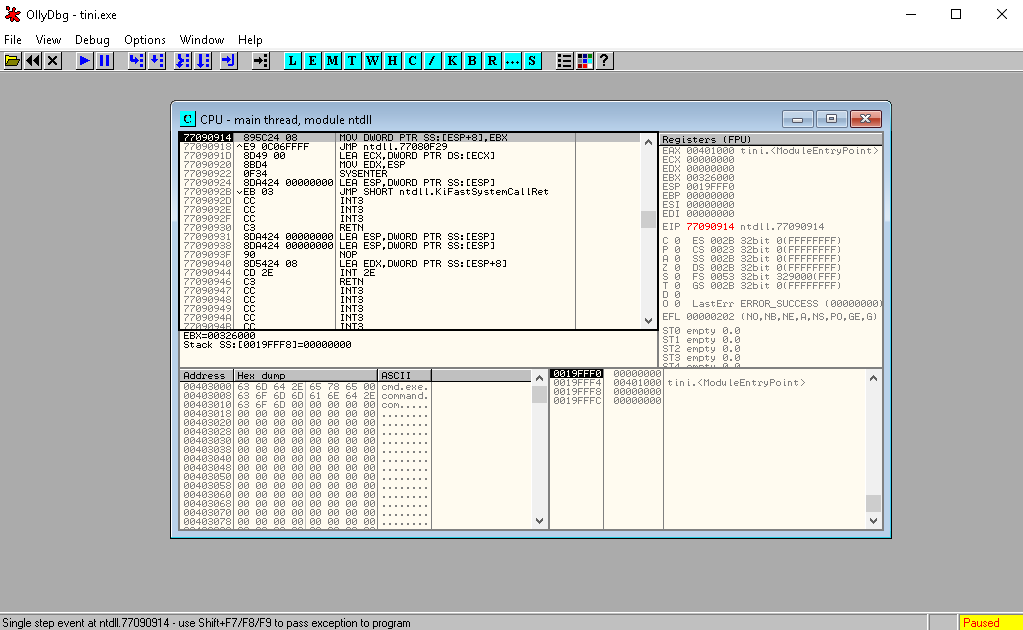 OllyDbg - tini.exe
File View Debug Options Window Help
L E M T W H C / K B R ... S ?
C CPU - main thread, module ntdll
77090914 895C24 08 MOV DWORD PTR SS:[ESP+8],EBX
77090918 ^E9 0C06FFFF JMP ntdll.77080F29
7709091D 8D49 00 LEA ECX,DWORD PTR DS:[ECX]
77090920 8BD4 MOV EDX,ESP
77090922 0F34 SYSENTER
77090924 8DA424 00000000 LEA ESP,DWORD PTR SS:[ESP]
7709092B vEB 03 JMP SHORT ntdll.KiFastSystemCallRet
7709092D CC INT3
7709092E CC INT3
7709092F CC INT3
77090930 C3 RETN
77090931 8DA424 00000000 LEA ESP,DWORD PTR SS:[ESP]
77090938 8DA424 00000000 LEA ESP,DWORD PTR SS:[ESP]
7709093F 90 NOP
77090940 8D5424 08 LEA EDX,DWORD PTR SS:[ESP+8]
77090944 CD 2E INT 2E
77090946 C3 RETN
77090947 CC INT3
77090948 CC INT3
77090949 CC INT3
7709094A CC INT3
7709094B CC INT3
EBX=00326000
Stack SS:[0019FFF8]=00000000
Registers (FPU)
EAX 00401000 tini.<ModuleEntryPoint>
ECX 00000000
EDX 00000000
EBX 00326000
ESP 0019FFF0
EBP 00000000
ESI 00000000
EDI 00000000
EIP 77090914 ntdll.77090914
C 0 ES 002B 32bit 0(FFFFFFFF)
P 0 CS 0023 32bit 0(FFFFFFFF)
A 0 SS 002B 32bit 0(FFFFFFFF)
Z 0 DS 002B 32bit 0(FFFFFFFF)
S 0 FS 0053 32bit 329000(FFF)
T 0 GS 002B 32bit 0(FFFFFFFF)
D 0
O 0 LastErr ERROR_SUCCESS (00000000)
EFL 00000202 (NO,NB,NE,A,NS,PO,GE,G)
ST0 empty 0.0
ST1 empty 0.0
ST2 empty 0.0
ST3 empty 0.0
ST4 empty 0.0
Address Hex dump ASCII
00403000 63 6D 64 2E 65 78 65 00 cmd.exe.
00403008 63 6F 6D 6D 61 6E 64 2E command.
00403010 63 6F 6D 00 00 00 00 00 com.....
00403018 00 00 00 00 00 00 00 00 ........
00403020 00 00 00 00 00 00 00 00 ........
00403028 00 00 00 00 00 00 00 00 ........
00403030 00 00 00 00 00 00 00 00 ........
00403038 00 00 00 00 00 00 00 00 ........
00403040 00 00 00 00 00 00 00 00 ........
00403048 00 00 00 00 00 00 00 00 ........
00403050 00 00 00 00 00 00 00 00 ........
00403058 00 00 00 00 00 00 00 00 ........
00403060 00 00 00 00 00 00 00 00 ........
00403068 00 00 00 00 00 00 00 00 ........
00403070 00 00 00 00 00 00 00 00 ........
00403078 00 00 00 00 00 00 00 00 ........
0019FFF0 00000000
0019FFF4 00401000 tini.<ModuleEntryPoint>
0019FFF8 00000000
0019FFFC 00000000
Single step event at ntdll.77090914 - use Shift+F7/F8/F9 to pass exception to program
Paused